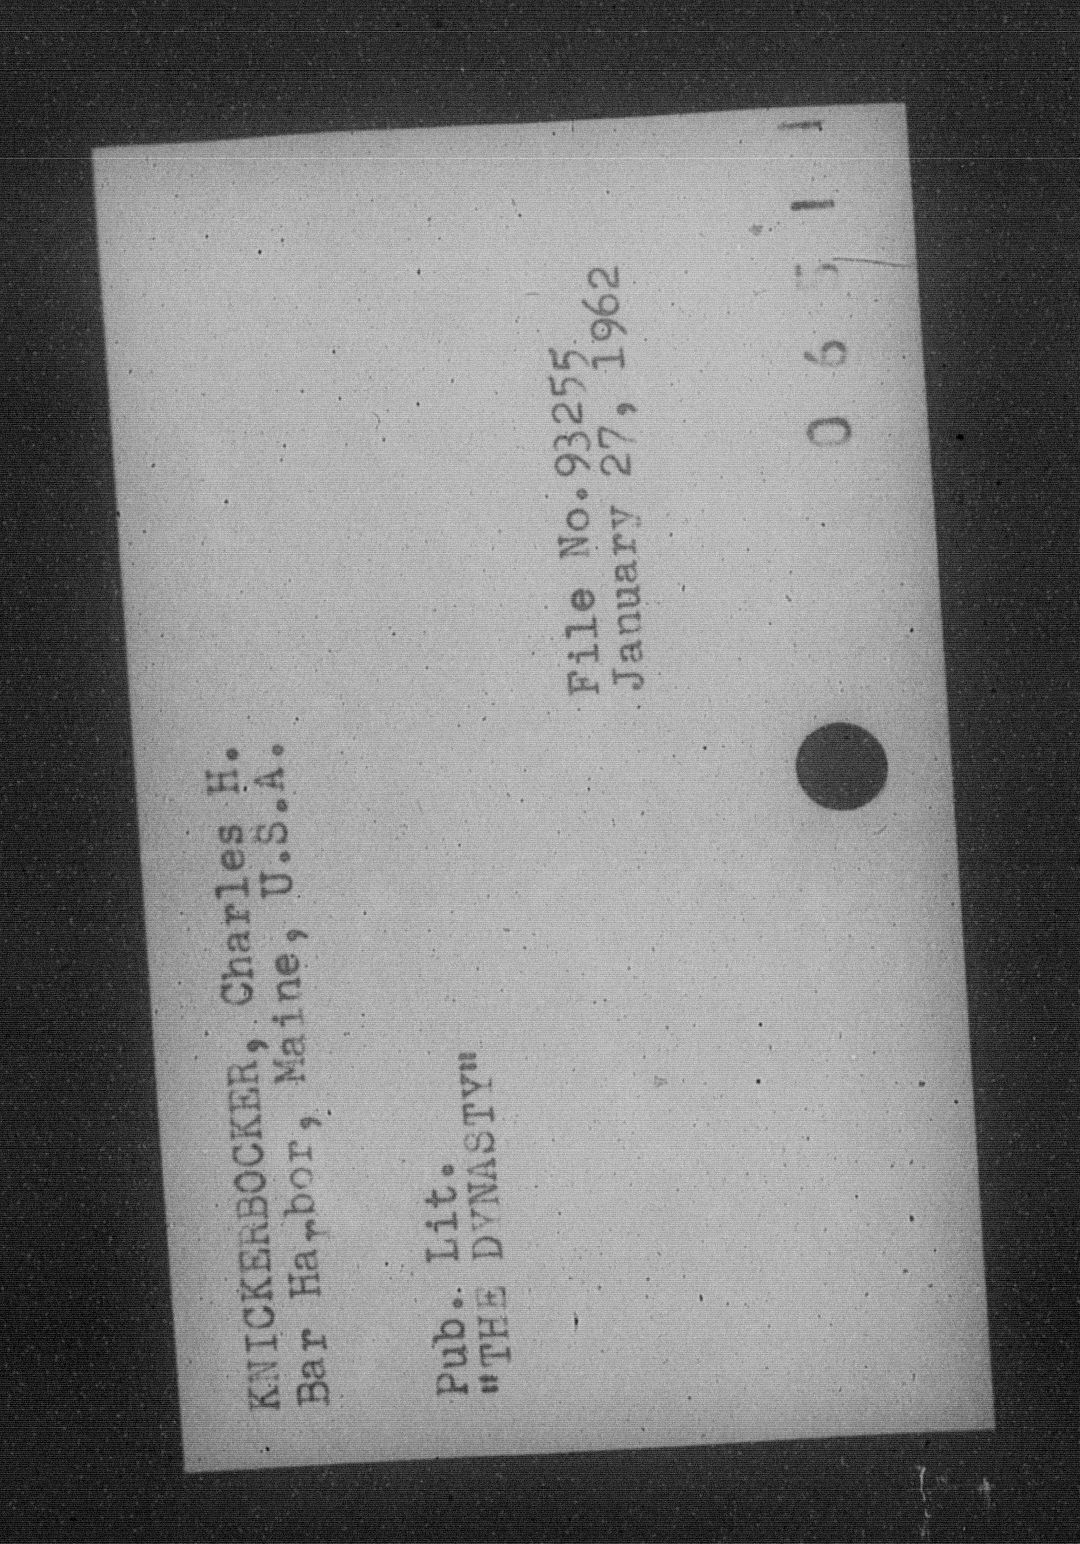 KNICKERBOCKER, Charles H.
Bar Harbor, Maine, U.S.A.
Pub. Lit.
"THE DYNASTY"
File No.93255
January 27, 1962
0 6 5 1 1